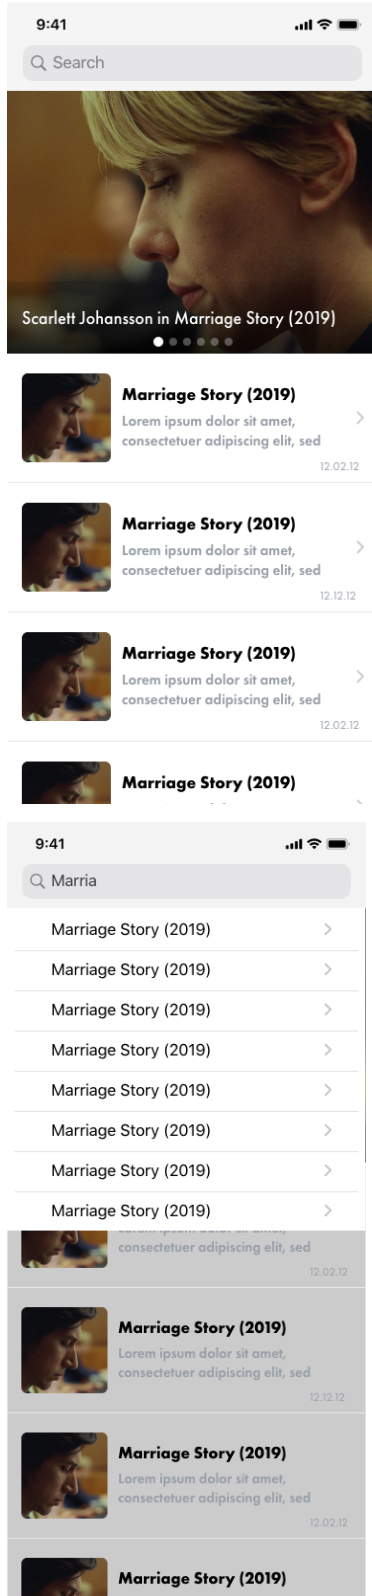 9:41
Search
Scarlett Johansson in Marriage Story (2019)
Marriage Story (2019)
Lorem ipsum dolor sit amet,
consectetuer adipiscing elit, sed
12.02.12
Marriage Story (2019)
Lorem ipsum dolor sit amet,
consectetuer adipiscing elit, sed
12.12.12
Marriage Story (2019)
Lorem ipsum dolor sit amet,
consectetuer adipiscing elit, sed
12.02.12
Marriage Story (2019)
9:41
Marria
Marriage Story (2019)
Marriage Story (2019)
Marriage Story (2019)
Marriage Story (2019)
Marriage Story (2019)
Marriage Story (2019)
Marriage Story (2019)
Marriage Story (2019)
consectetuer adipiscing elit, sed
12.02.12
Marriage Story (2019)
Lorem ipsum dolor sit amet,
consectetuer adipiscing elit, sed
12.12.12
Marriage Story (2019)
Lorem ipsum dolor sit amet,
consectetuer adipiscing elit, sed
12.02.12
Marriage Story (2019)